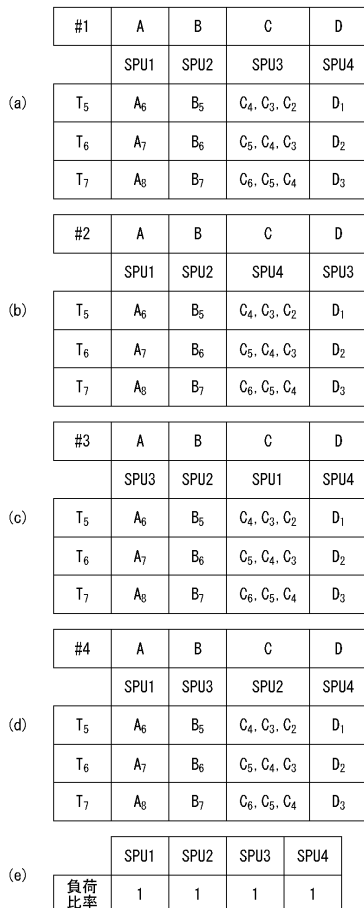 #1 A B C D
SPU1 SPU2 SPU3 SPU4
(a) T₅ A₆ B₅ C₄, C₃, C₂ D₁
T₆ A₇ B₆ C₅, C₄, C₃ D₂
T₇ A₈ B₇ C₆, C₅, C₄ D₃
#2 A B C D
SPU1 SPU2 SPU4 SPU3
(b) T₅ A₆ B₅ C₄, C₃, C₂ D₁
T₆ A₇ B₆ C₅, C₄, C₃ D₂
T₇ A₈ B₇ C₆, C₅, C₄ D₃
#3 A B C D
SPU3 SPU2 SPU1 SPU4
(c) T₅ A₆ B₅ C₄, C₃, C₂ D₁
T₆ A₇ B₆ C₅, C₄, C₃ D₂
T₇ A₈ B₇ C₆, C₅, C₄ D₃
#4 A B C D
SPU1 SPU3 SPU2 SPU4
(d) T₅ A₆ B₅ C₄, C₃, C₂ D₁
T₆ A₇ B₆ C₅, C₄, C₃ D₂
T₇ A₈ B₇ C₆, C₅, C₄ D₃
SPU1 SPU2 SPU3 SPU4
(e) 負荷
比率 1 1 1 1